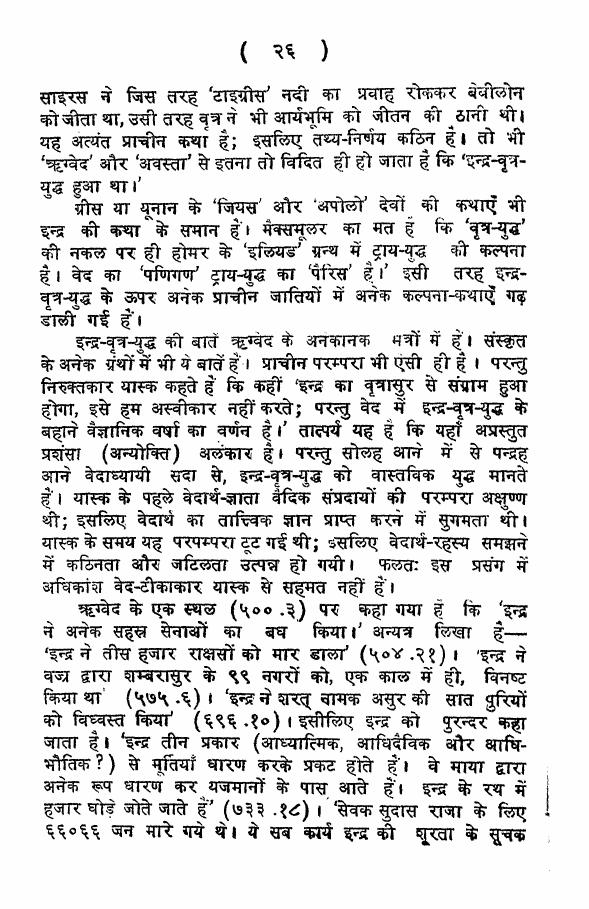 ( २६ )
साइरस ने जिस तरह 'टाइग्रीस' नदी का प्रवाह रोककर बेवीलोन
को जीता था, उसी तरह वृत्र ने भी आर्यभूमि को जीतन की ठानी थी।
यह अत्यंत प्राचीन कथा है; इसलिए तथ्य-निर्णय कठिन है। तो भी
'ऋग्वेद' और 'अवस्ता' से इतना तो विदित ही हो जाता है कि 'इन्द्र-वृत्र-
युद्ध हुआ था।'
ग्रीस या यूनान के 'जियस' और 'अपोलो' देवों की कथाएँ भी
इन्द्र की कथा के समान हैं। मैक्समूलर का मत है कि 'वृत्र-युद्ध'
की नकल पर ही होमर के 'इलियड' ग्रन्थ में ट्राय-युद्ध की कल्पना
है। वेद का 'पणिगण' ट्राय-युद्ध का 'पैरिस' है।' इसी तरह इन्द्र-
वृत्र-युद्ध के ऊपर अनेक प्राचीन जातियों में अनेक कल्पना-कथाएँ गढ़
डाली गई हैं।
इन्द्र-वृत्र-युद्ध की बातें ऋग्वेद के अनकानक मत्रों में हैं। संस्कृत
के अनेक ग्रंथों में भी ये बातें हैं। प्राचीन परम्परा भी एंसी ही है। परन्तु
निरुक्तकार यास्क कहते हैं कि कहीं 'इन्द्र का वृत्रासुर से संग्राम हुआ
होगा, इसे हम अस्वीकार नहीं करते; परन्तु वेद में इन्द्र-वृत्र-युद्ध के
बहाने वैज्ञानिक वर्षा का वर्णन है।' तात्पर्य यह है कि यहाँ अप्रस्तुत
प्रशंसा (अन्योक्ति) अलंकार है। परन्तु सोलह आने में से पन्द्रह
आने वेदाध्यायी सदा से, इन्द्र-वृत्र-युद्ध को वास्तविक युद्ध मानते
हैं। यास्क के पहले वेदार्थ-ज्ञाता वैदिक संप्रदायों की परम्परा अक्षुण्ण
थी; इसलिए वेदार्थ का तात्त्विक ज्ञान प्राप्त करने में सुगमता थी।
यास्क के समय यह परपम्परा टूट गई थी; इसलिए वेदार्थ-रहस्य समझने
में कठिनता और जटिलता उत्पन्न हो गयी। फलतः इस प्रसंग में
अधिकांश वेद-टीकाकार यास्क से सहमत नहीं हैं।
ऋग्वेद के एक स्थल (५००.३) पर कहा गया है कि 'इन्द्र
ने अनेक सहस्र सेनाओं का बध किया।' अन्यत्र लिखा है—
'इन्द्र ने तीस हजार राक्षसों को मार डाला' (५०४.२१)। 'इन्द्र ने
वज्र द्वारा शम्बरासुर के ९९ नगरों को, एक काल में ही, विनष्ट
किया था' (५७५.६)। 'इन्द्र ने शरत् नामक असुर की सात पुरियों
को विध्वस्त किया' (६९६.१०)। इसीलिए इन्द्र को पुरन्दर कहा
जाता है। 'इन्द्र तीन प्रकार (आध्यात्मिक, आधिदैविक और आधि-
भौतिक?) से मूर्तियाँ धारण करके प्रकट होते हैं। वे माया द्वारा
अनेक रूप धारण कर यजमानों के पास आते हैं। इन्द्र के रथ में
हजार घोड़े जोते जाते हैं' (७३३.१८)। 'सेवक सुदास राजा के लिए
६६०६६ जन मारे गये थे। ये सब कार्य इन्द्र की शूरता के सूचक